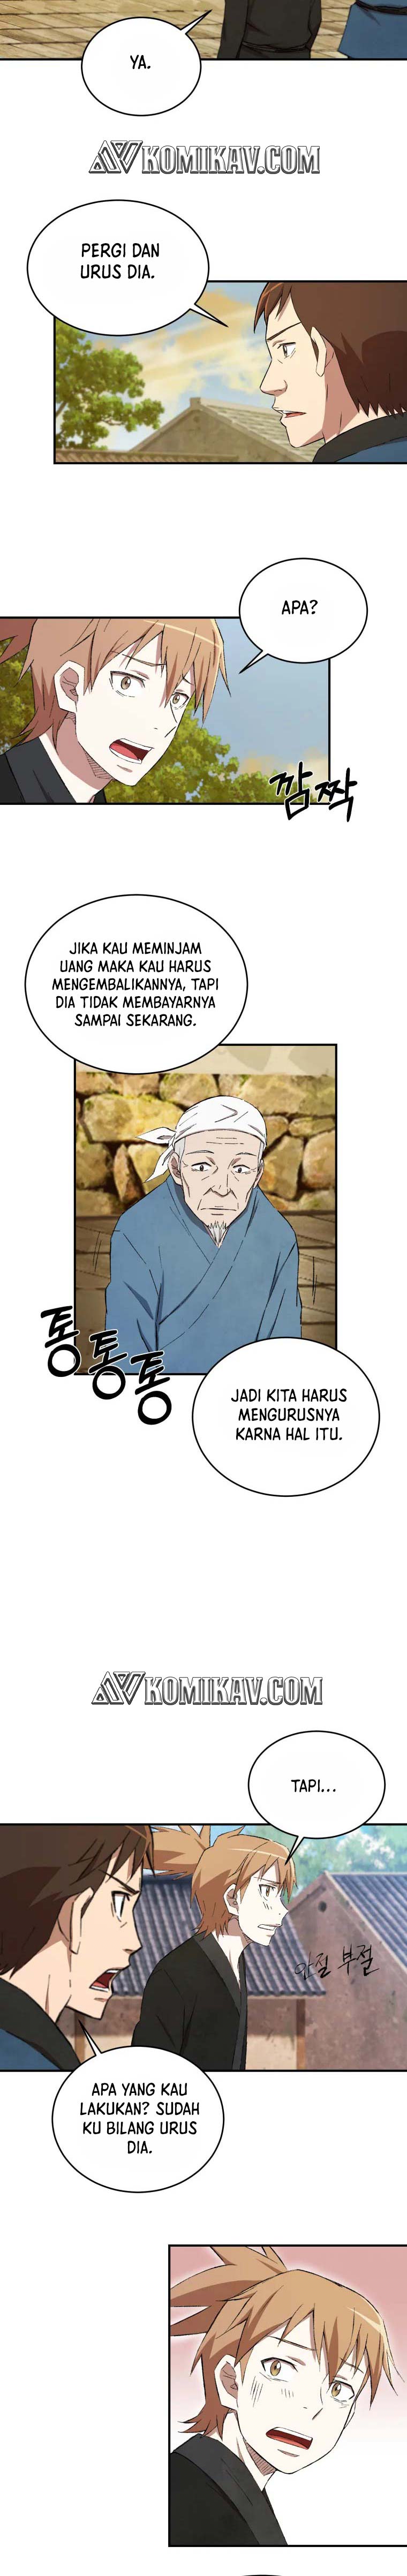 YA.
KOMIKAV.COM
PERGI DAN
URUS DIA.
APA?
깜짝
JIKA KAU MEMINJAM
UANG MAKA KAU HARUS
MENGEMBALIKANNYA, TAPI
DIA TIDAK MEMBAYARNYA
SAMPAI SEKARANG.
통통통
JADI KITA HARUS
MENGURUSNYA
KARNA HAL ITU.
KOMIKAV.COM
TAPI...
안절 부절
APA YANG KAU
LAKUKAN? SUDAH
KU BILANG URUS
DIA.